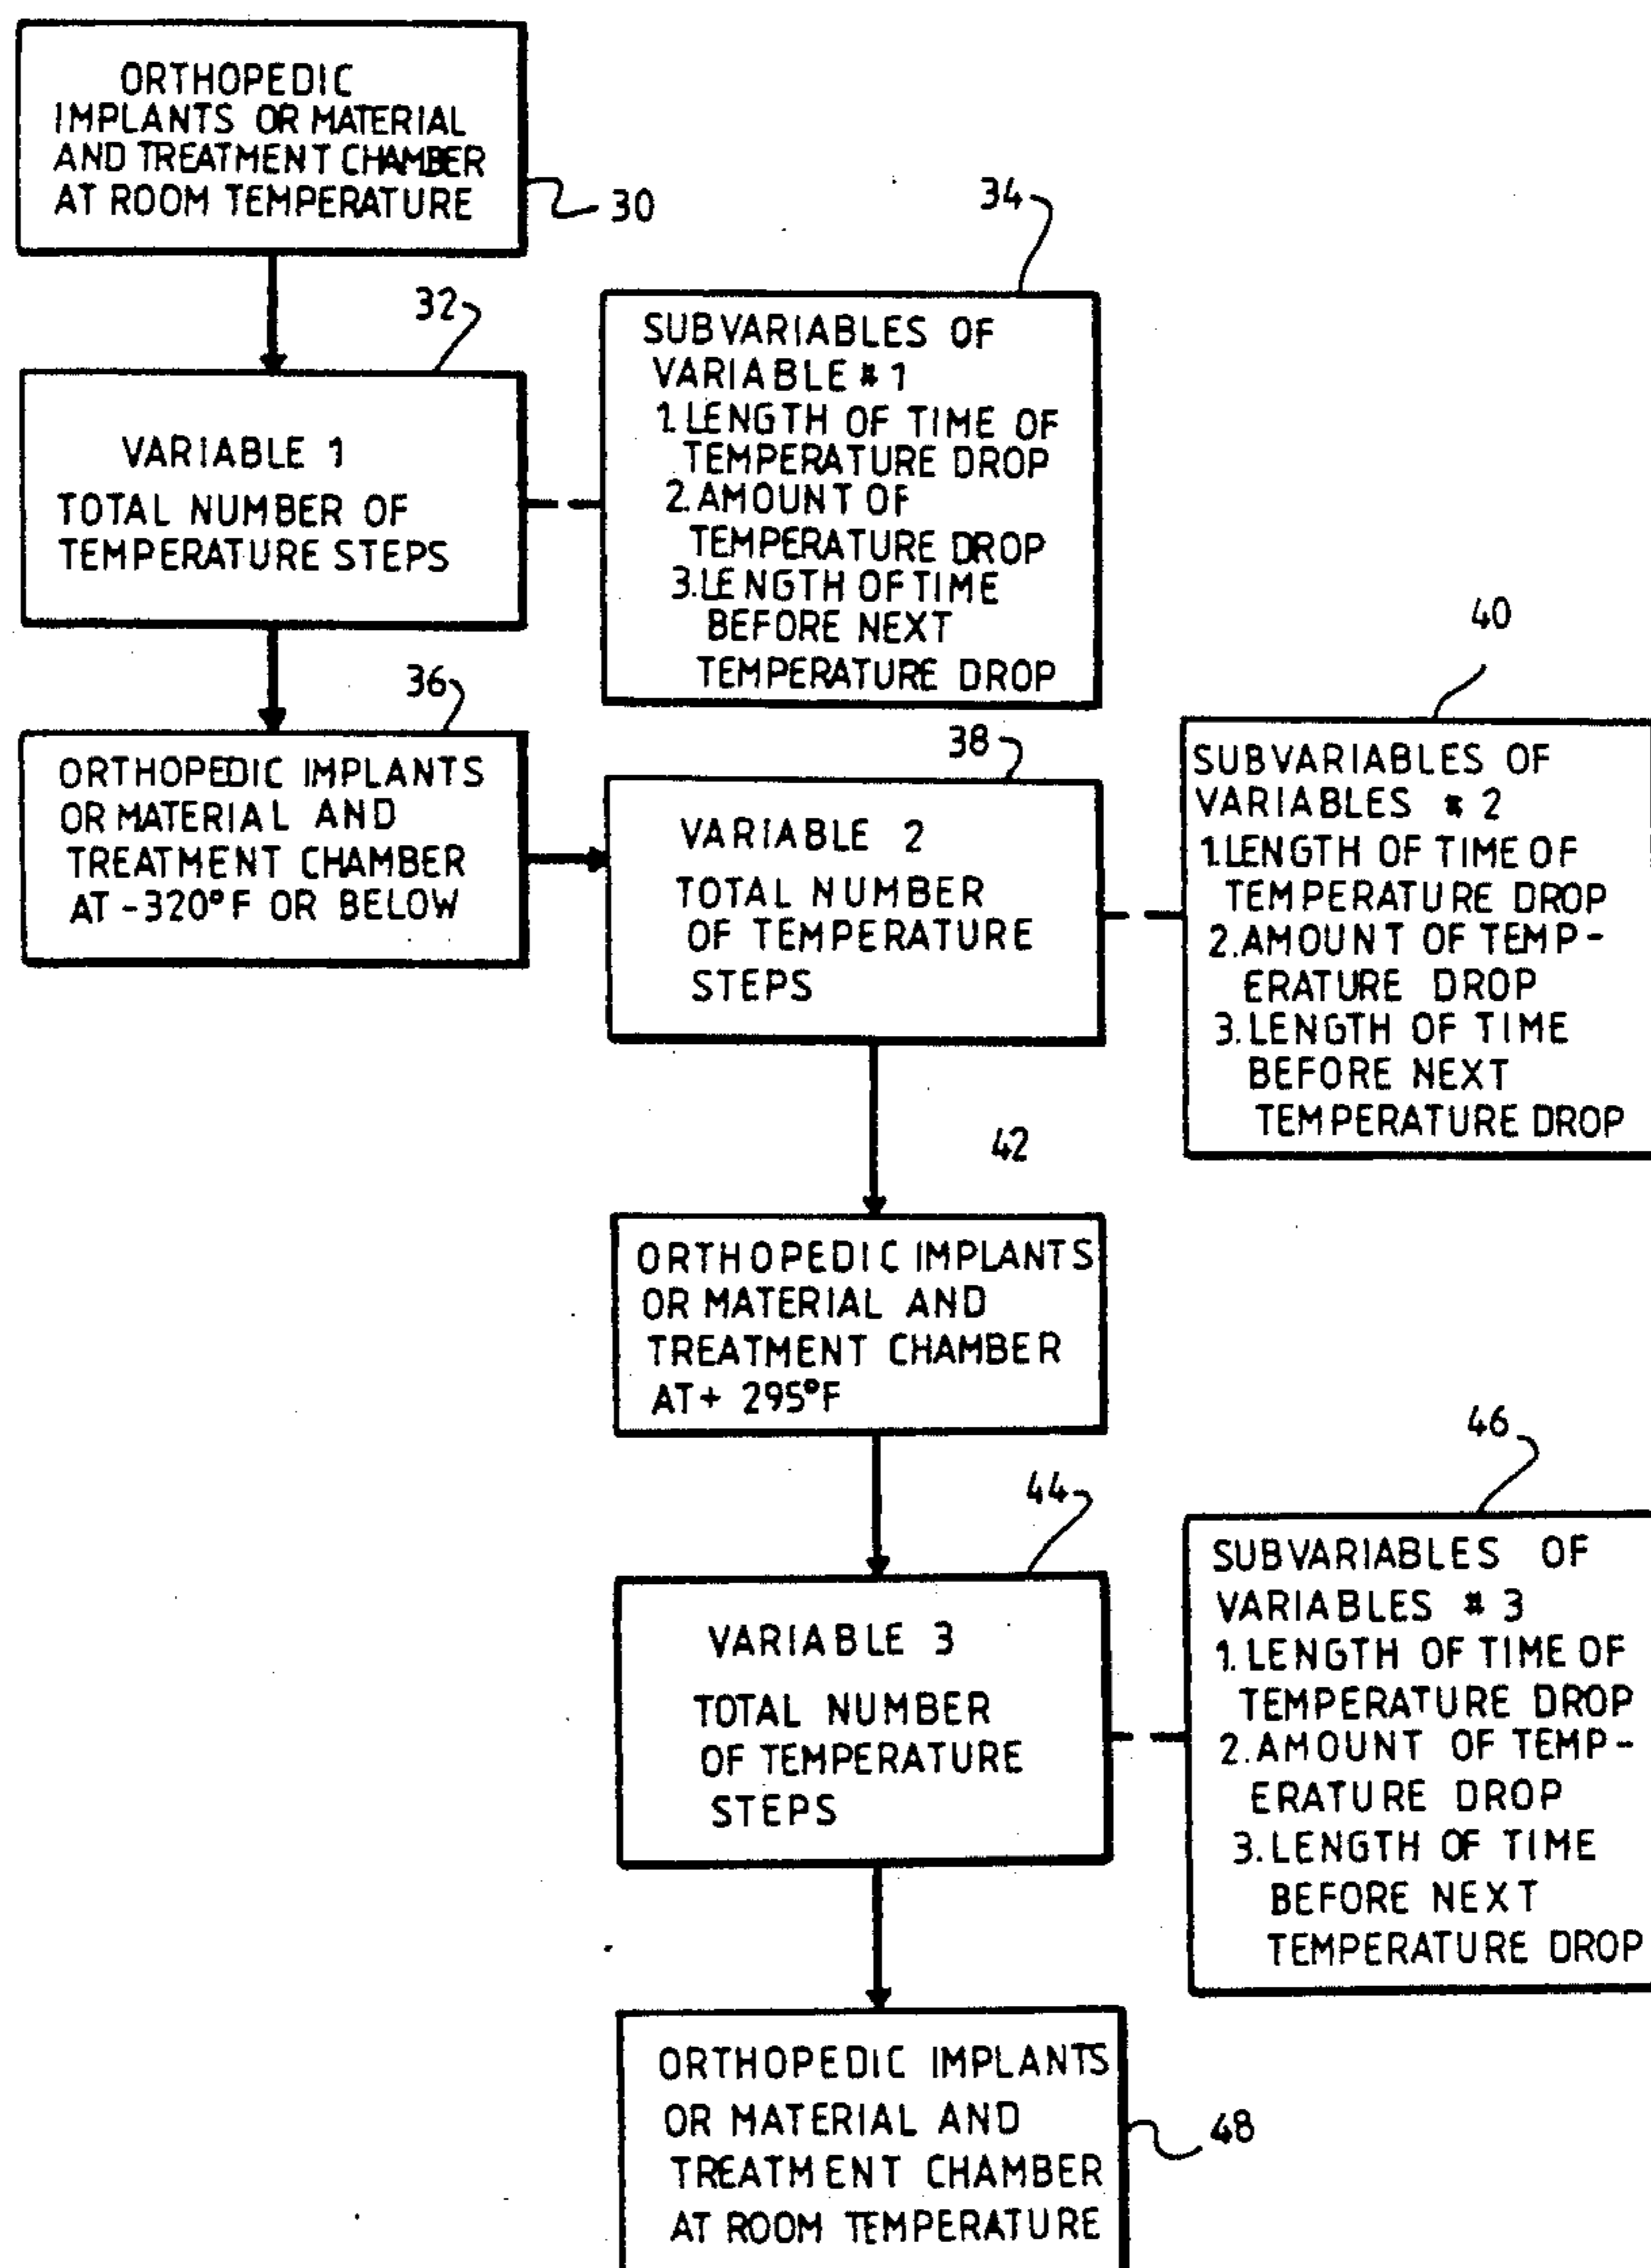 ORTHOPEDIC
IMPLANTS OR MATERIAL
AND TREATMENT CHAMBER
AT ROOM TEMPERATURE
30
32
VARIABLE 1
TOTAL NUMBER OF
TEMPERATURE STEPS
34
SUBVARIABLES OF
VARIABLE # 1
1. LENGTH OF TIME OF
TEMPERATURE DROP
2. AMOUNT OF
TEMPERATURE DROP
3. LENGTH OF TIME
BEFORE NEXT
TEMPERATURE DROP
36
ORTHOPEDIC IMPLANTS
OR MATERIAL AND
TREATMENT CHAMBER
AT -320°F OR BELOW
38
VARIABLE 2
TOTAL NUMBER
OF TEMPERATURE
STEPS
40
SUBVARIABLES OF
VARIABLES # 2
1. LENGTH OF TIME OF
TEMPERATURE DROP
2. AMOUNT OF TEMP-
ERATURE DROP
3. LENGTH OF TIME
BEFORE NEXT
TEMPERATURE DROP
42
ORTHOPEDIC IMPLANTS
OR MATERIAL AND
TREATMENT CHAMBER
AT + 295°F
44
VARIABLE 3
TOTAL NUMBER
OF TEMPERATURE
STEPS
46
SUBVARIABLES OF
VARIABLES # 3
1. LENGTH OF TIME OF
TEMPERATURE DROP
2. AMOUNT OF TEMP-
ERATURE DROP
3. LENGTH OF TIME
BEFORE NEXT
TEMPERATURE DROP
ORTHOPEDIC IMPLANTS
OR MATERIAL AND
TREATMENT CHAMBER
AT ROOM TEMPERATURE
48